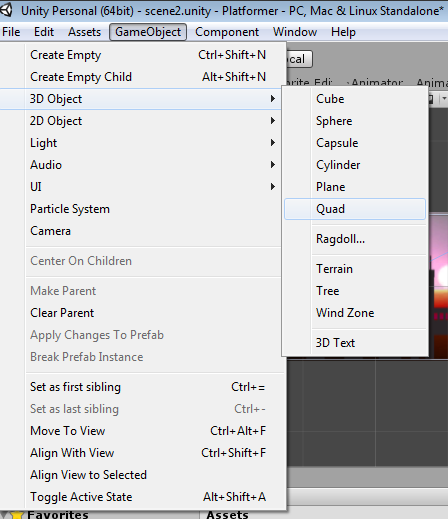 Unity Personal (64bit) - scene2.unity - Platformer - PC, Mac & Linux Standalone*
File Edit Assets GameObject Component Window Help
Create Empty Ctrl+Shift+N
Create Empty Child Alt+Shift+N
3D Object
2D Object
Light
Audio
UI
Particle System
Camera
Center On Children
Make Parent
Clear Parent
Apply Changes To Prefab
Break Prefab Instance
Set as first sibling Ctrl+=
Set as last sibling Ctrl+-
Move To View Ctrl+Alt+F
Align With View Ctrl+Shift+F
Align View to Selected
Toggle Active State Alt+Shift+A
Cube
Sphere
Capsule
Cylinder
Plane
Quad
Ragdoll...
Terrain
Tree
Wind Zone
3D Text
Favorites Assets